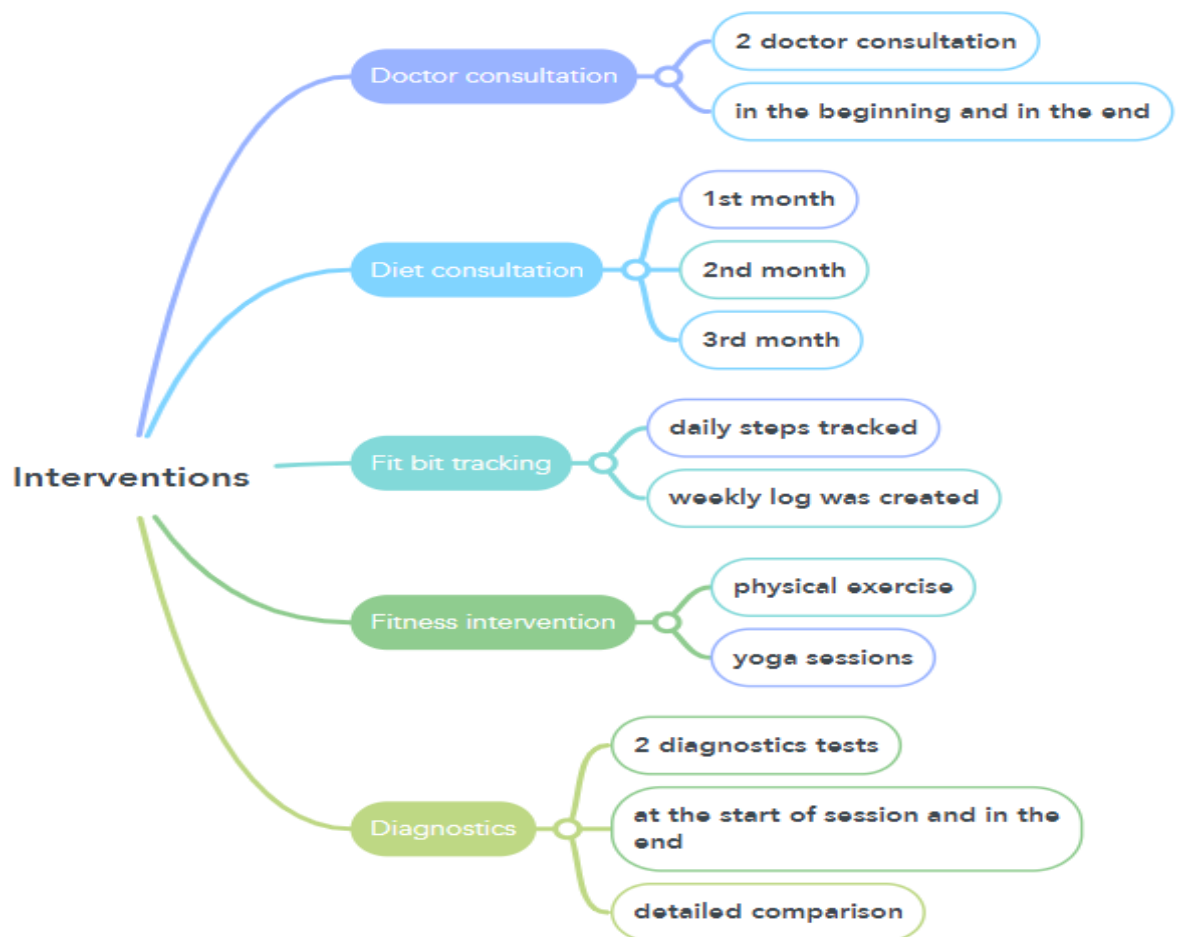 Interventions
Doctor consultation
2 doctor consultation
in the beginning and in the end
Diet consultation
1st month
2nd month
3rd month
Fit bit tracking
daily steps tracked
weekly log was created
Fitness intervention
physical exercise
yoga sessions
Diagnostics
2 diagnostics tests
at the start of session and in the
end
detailed comparison